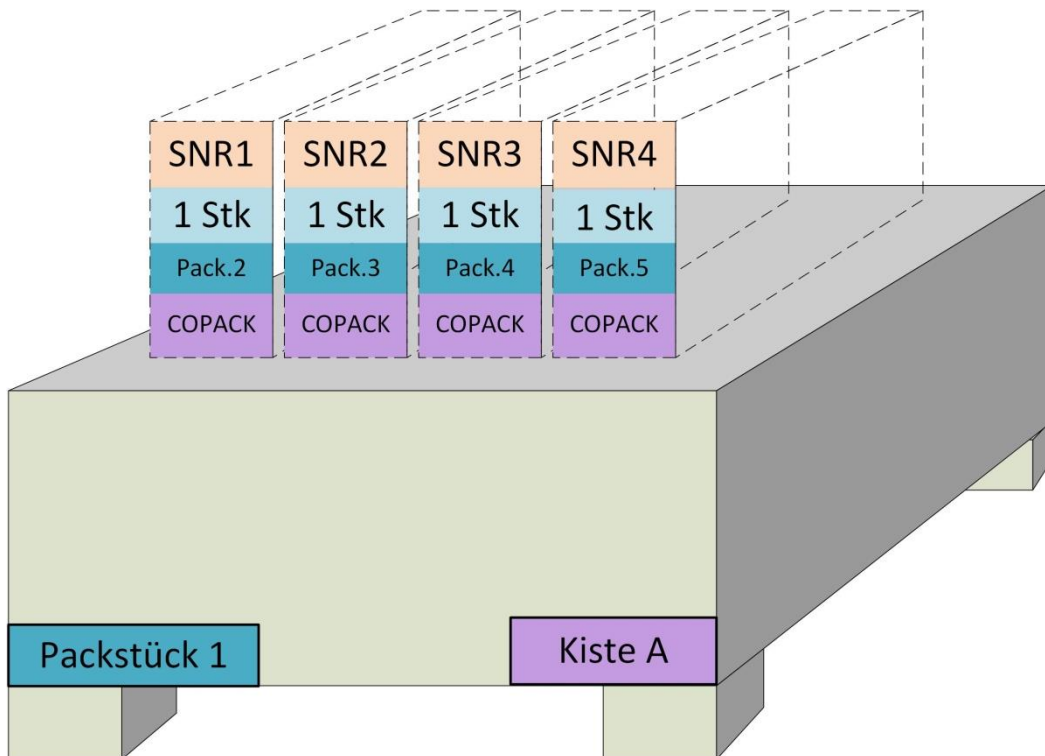 SNR1 SNR2 SNR3 SNR4
1 Stk 1 Stk 1 Stk 1 Stk
Pack.2 Pack.3 Pack.4 Pack.5
COPACK COPACK COPACK COPACK
Packstück 1 Kiste A